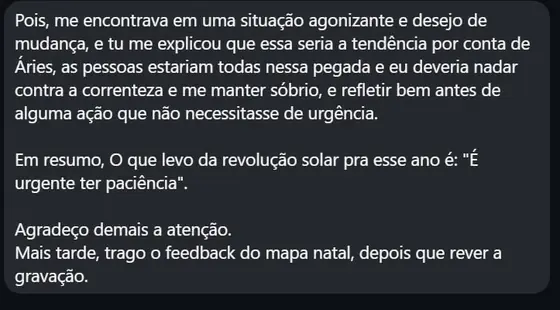 Pois, me encontrava em uma situação agonizante e desejo de
mudança, e tu me explicou que essa seria a tendência por conta de
Áries, as pessoas estariam todas nessa pegada e eu deveria nadar
contra a correnteza e me manter sóbrio, e refletir bem antes de
alguma ação que não necessitasse de urgência.
Em resumo, O que levo da revolução solar pra esse ano é: "É
urgente ter paciência".
Agradeço demais a atenção.
Mais tarde, trago o feedback do mapa natal, depois que rever a
gravação.